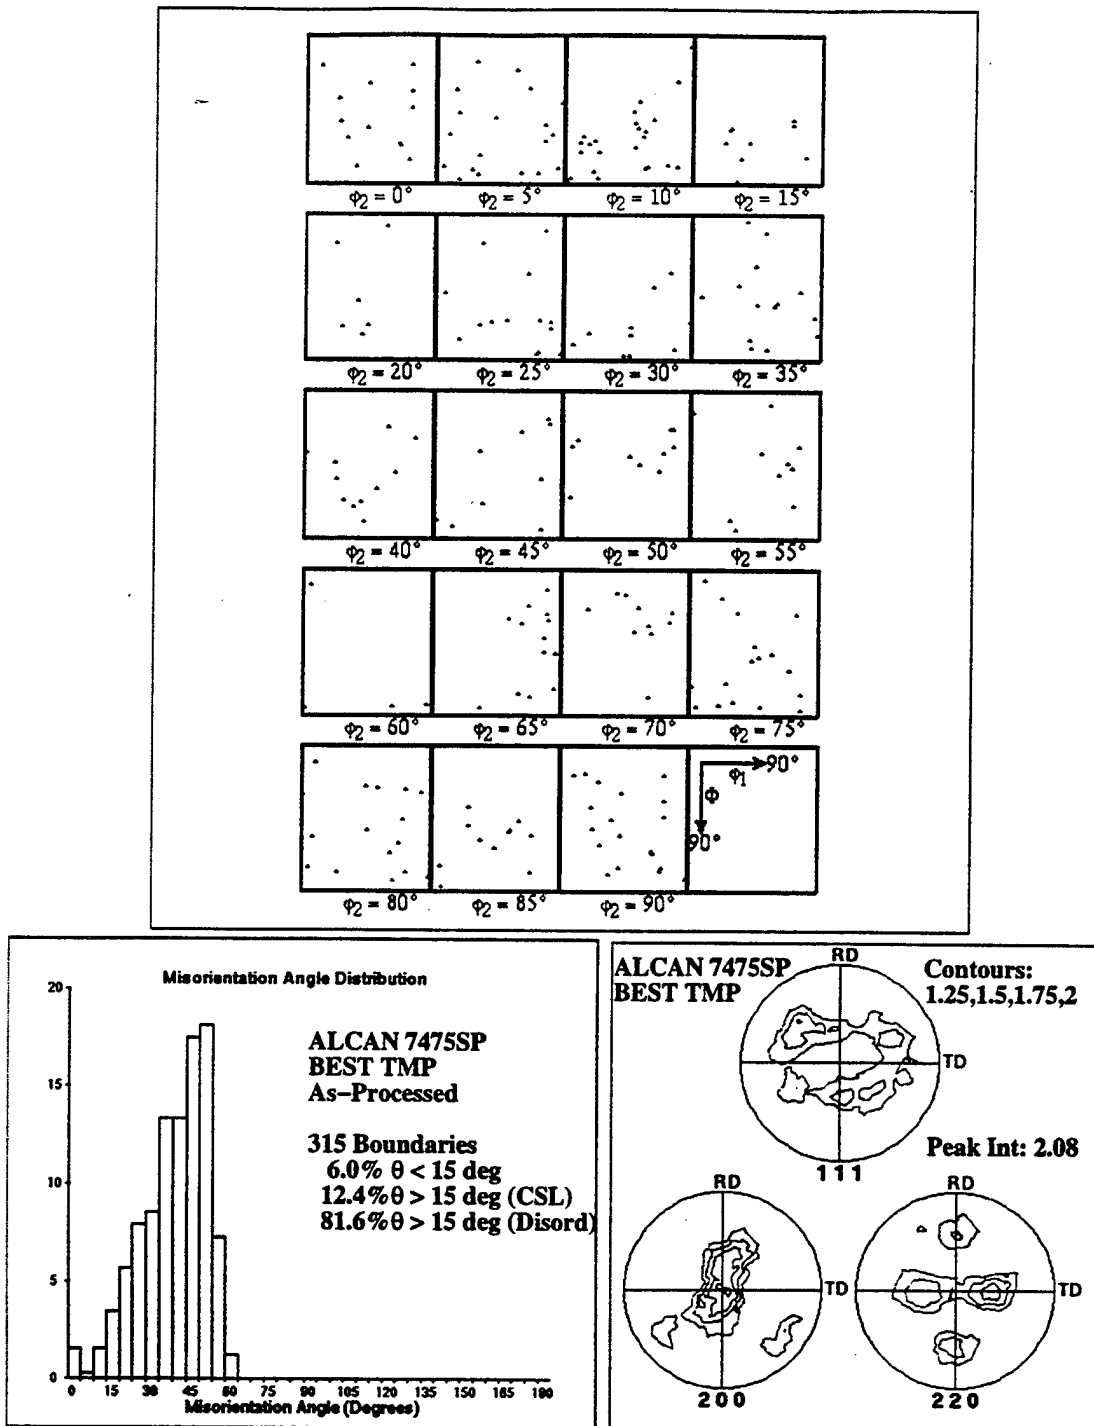 φ2 = 0° φ2 = 5° φ2 = 10° φ2 = 15°
φ2 = 20° φ2 = 25° φ2 = 30° φ2 = 35°
φ2 = 40° φ2 = 45° φ2 = 50° φ2 = 55°
φ2 = 60° φ2 = 65° φ2 = 70° φ2 = 75°
90°
φ1
Φ
90°
φ2 = 80° φ2 = 85° φ2 = 90°
Misorientation Angle Distribution
20
15
10
5
0
ALCAN 7475SP
BEST TMP
As-Processed
315 Boundaries
6.0% θ < 15 deg
12.4% θ > 15 deg (CSL)
81.6% θ > 15 deg (Disord)
0 15 30 45 60 75 90 105 120 135 150 165 180
Misorientation Angle (Degrees)
ALCAN 7475SP
BEST TMP
Contours:
1.25,1.5,1.75,2
RD
TD
111
Peak Int: 2.08
RD
TD
200
RD
TD
220